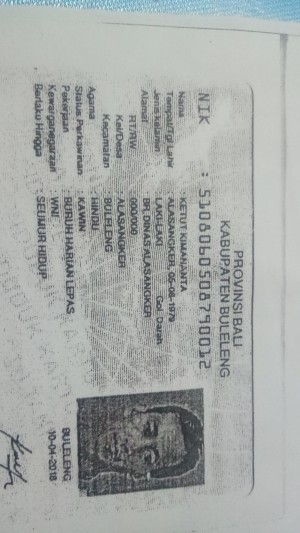 PROVINSI BALI
KABUPATEN BULELENG
NIK : 5108060508790012
Nama : KETUT KIMANANTA
Tempat/Tgl Lahir : ALASANGKER, 05-08-1979
Jenis kelamin : LAKI-LAKI Gol. Darah
Alamat : BR. DINAS ALASANGKER
RT/RW : 000/000
Kel/Desa : ALASANGKER
Kecamatan : BULELENG
Agama : HINDU
Status Perkawinan : KAWIN
Pekerjaan : BURUH HARIAN LEPAS
Kewarganegaraan : WNI
Berlaku Hingga : SEUMUR HIDUP
BULELENG
10-04-2018